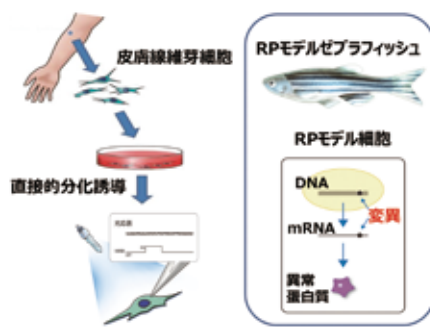 皮膚線維芽細胞
直接的分化誘導
RPモデルゼブラフィッシュ
RPモデル細胞
DNA
変異
mRNA
異常
蛋白質